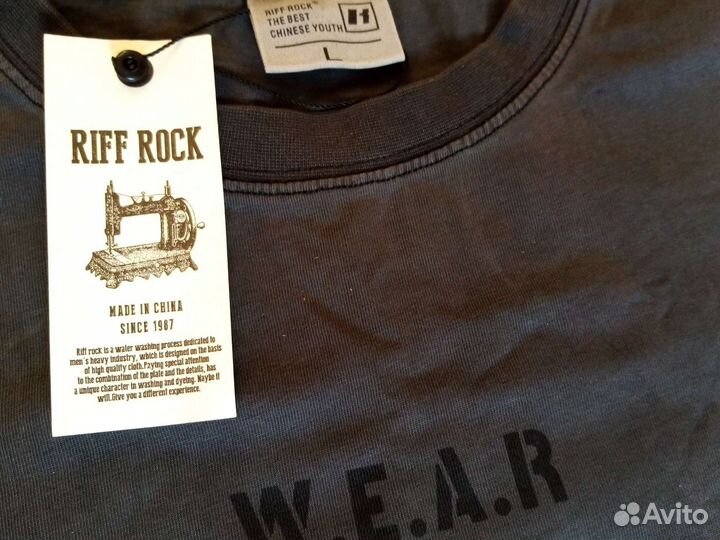 RIFF-ROCK™
THE BEST
CHINESE YOUTH
L
RIFF ROCK
MADE IN CHINA
SINCE 1987
Riff rock is a water washing process dedicated to
men's heavy industry, which is designed on the basts
of high quality cloth.Paying special attention
to the combination of the plate and the details, has
a unique character in washing and dyeing. Maybe it
will.Give you a different experience.
W.E.A.R
Avito